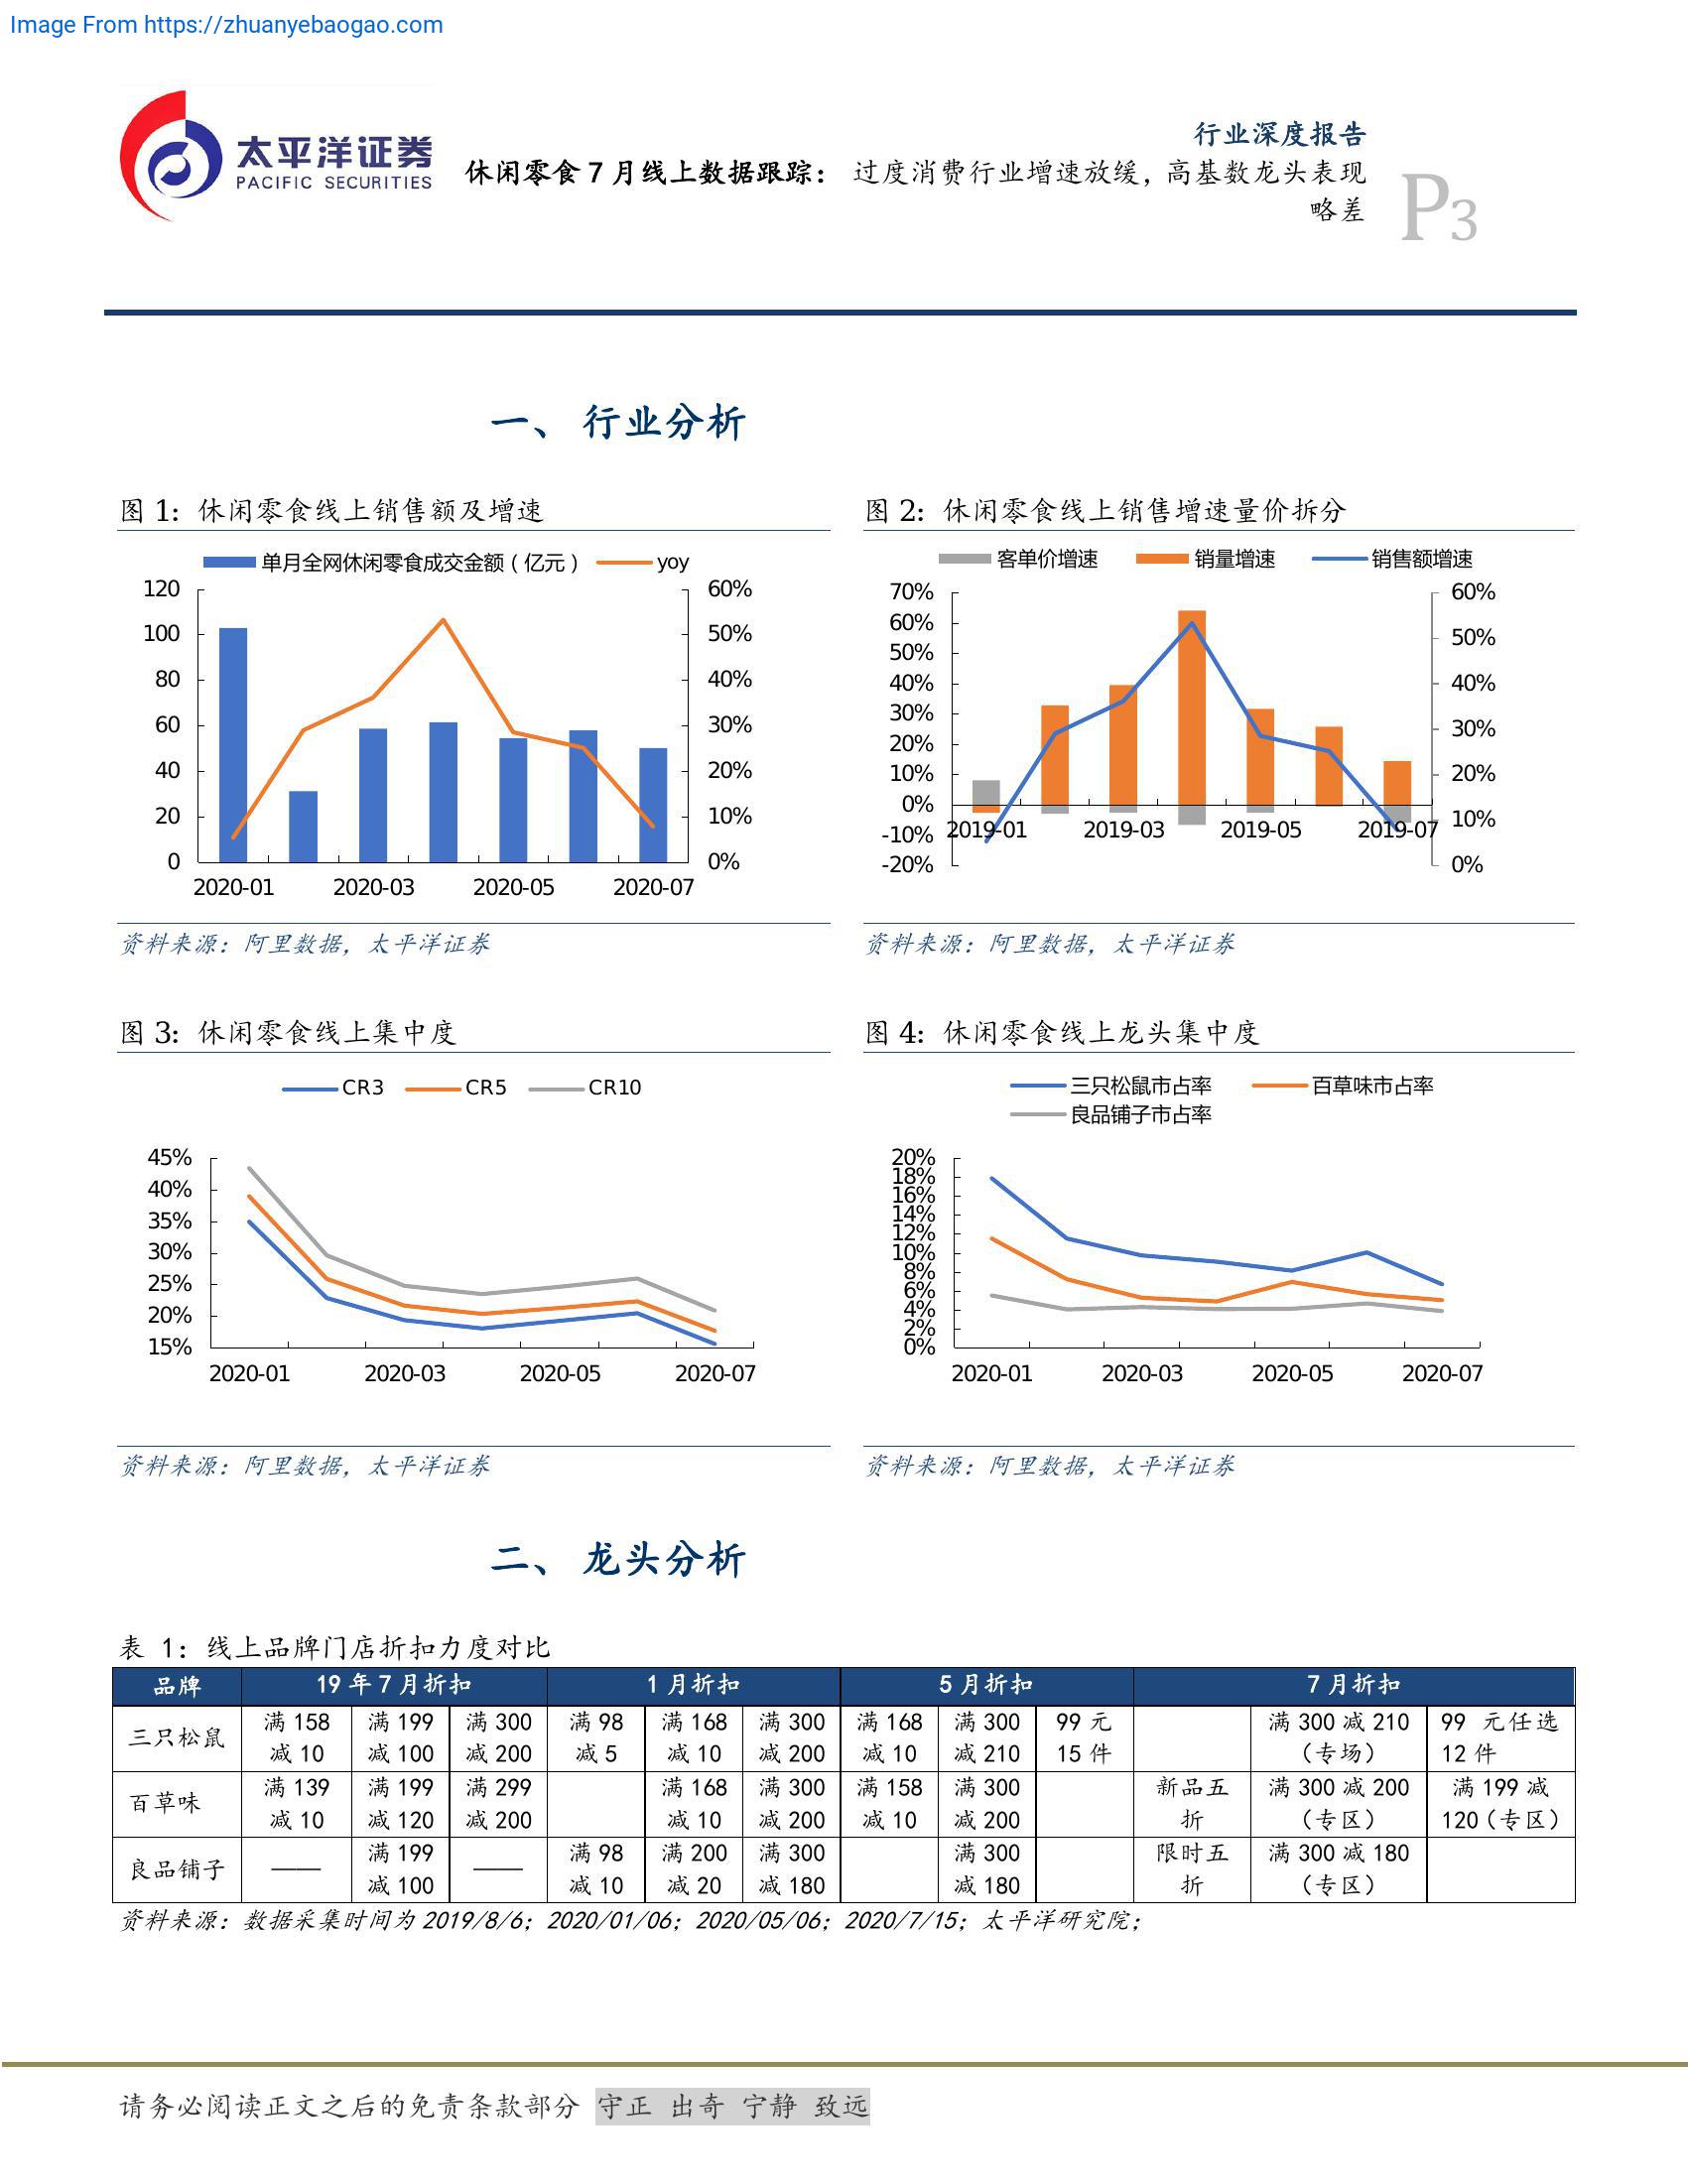 Image From https://zhuanyebaogao.com
太平洋证券
PACIFIC SECURITIES
行业深度报告
休闲零食 7 月线上数据跟踪： 过度消费行业增速放缓，高基数龙头表现
略差
P3
一、 行业分析
图 1：休闲零食线上销售额及增速
单月全网休闲零食成交金额（亿元） yoy
120 60%
100 50%
80 40%
60 30%
40 20%
20 10%
0 0%
2020-01 2020-03 2020-05 2020-07
资料来源：阿里数据，太平洋证券
图 2：休闲零食线上销售增速量价拆分
客单价增速 销量增速 销售额增速
70% 60%
60% 50%
50% 40%
40% 30%
30% 20%
20% 10%
10% 0%
0%
-10%
-20%
2019-01 2019-03 2019-05 2019-07
资料来源：阿里数据，太平洋证券
图 3：休闲零食线上集中度
CR3 CR5 CR10
45%
40%
35%
30%
25%
20%
15%
2020-01 2020-03 2020-05 2020-07
资料来源：阿里数据，太平洋证券
图 4：休闲零食线上龙头集中度
三只松鼠市占率 百草味市占率
良品铺子市占率
20%
18%
16%
14%
12%
10%
8%
6%
4%
2%
0%
2020-01 2020-03 2020-05 2020-07
资料来源：阿里数据，太平洋证券
二、 龙头分析
表 1：线上品牌门店折扣力度对比
品牌 19 年 7 月折扣 1 月折扣 5 月折扣 7 月折扣
三只松鼠 满 158 减 10 满 199 减 100 满 300 减 200 满 98 减 5 满 168 减 10 满 300 减 200 满 168 减 10 满 300 减 210 99 元 15 件 满 300 减 210（专场） 99 元任选 12 件
百草味 满 139 减 10 满 199 减 120 满 299 减 200 满 168 减 10 满 300 减 200 满 158 减 10 满 300 减 200 新品五折 满 300 减 200（专区） 满 199 减 120（专区）
良品铺子 —— 满 199 减 100 —— 满 98 减 10 满 200 减 20 满 300 减 180 满 300 减 180 限时五折 满 300 减 180（专区）
资料来源：数据采集时间为 2019/8/6；2020/01/06；2020/05/06；2020/7/15；太平洋研究院；
请务必阅读正文之后的免责条款部分 守正 出奇 宁静 致远